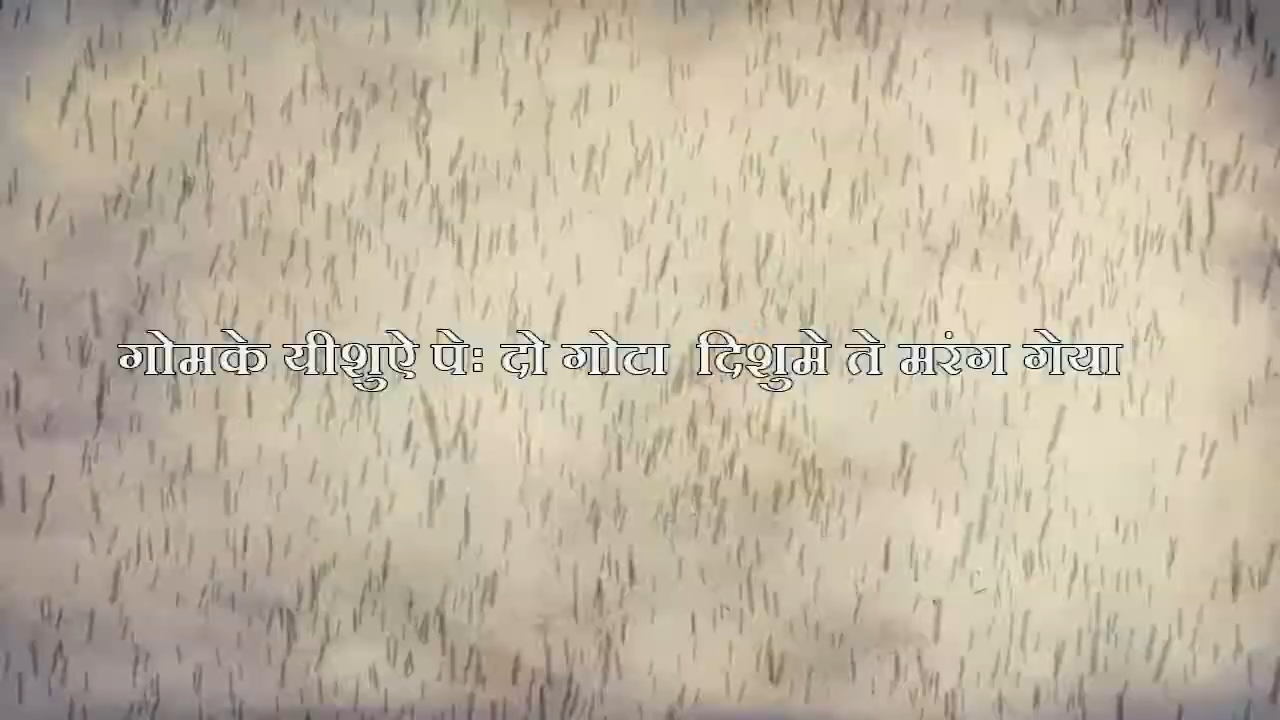 गोमके यीशुऐ पेः दो गोटा दिशुमे ते मरंग गेया